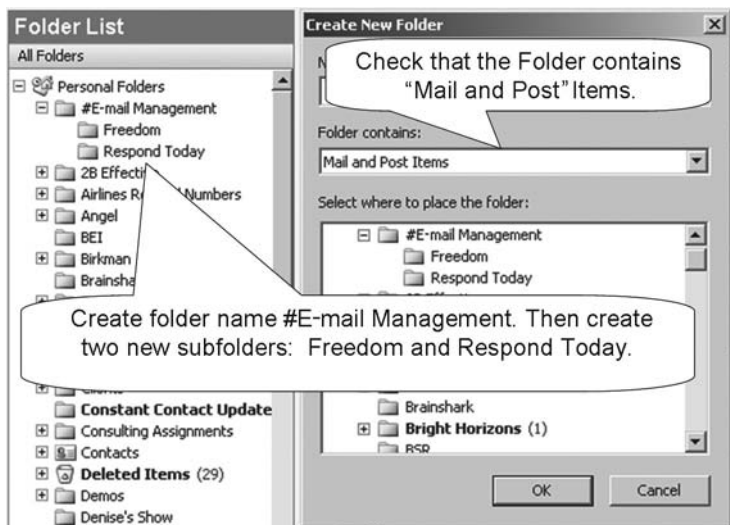 Folder List
All Folders
Personal Folders
#E-mail Management
Freedom
Respond Today
2B Effecti
Airlines R Numbers
Angel
BEI
Birkman
Brainsha
Constant Contact Update
Consulting Assignments
Contacts
Deleted Items (29)
Demos
Denise's Show
Create New Folder
Check that the Folder contains
“Mail and Post” Items.
Folder contains:
Mail and Post Items
Select where to place the folder:
#E-mail Management
Freedom
Respond Today
Create folder name #E-mail Management. Then create
two new subfolders: Freedom and Respond Today.
Brainshark
Bright Horizons (1)
BSR
OK
Cancel